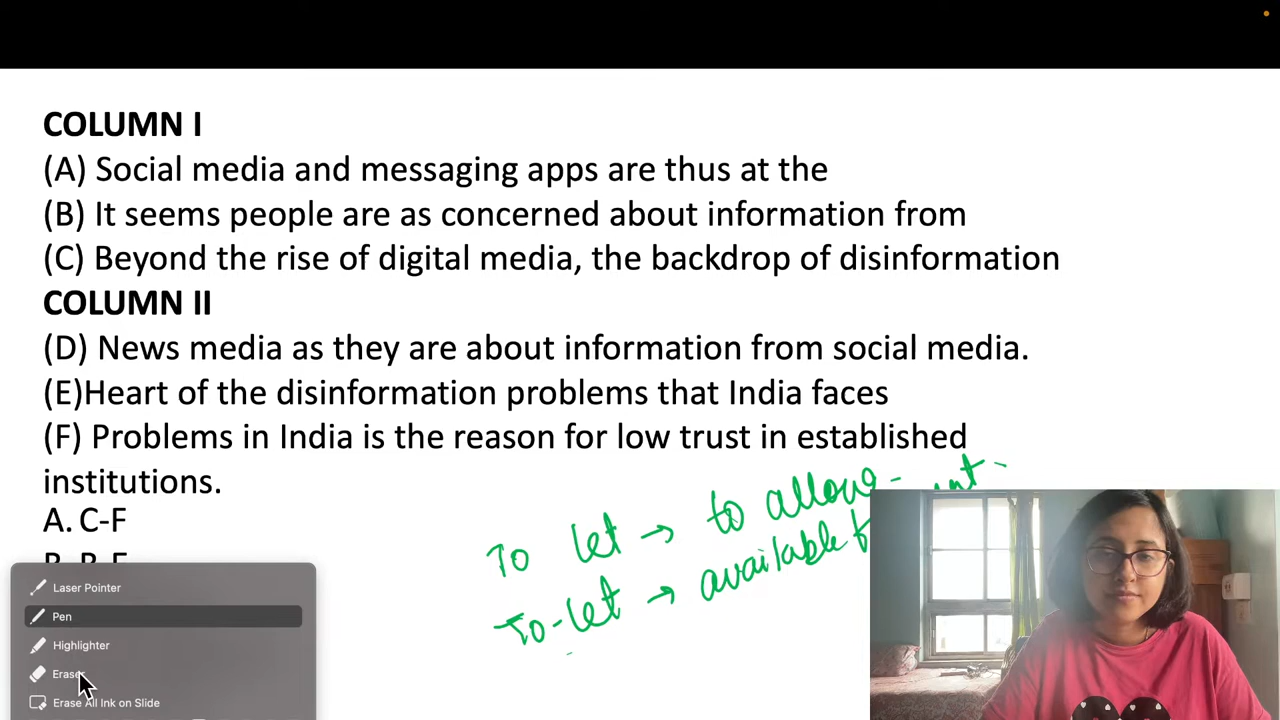 COLUMN I
(A) Social media and messaging apps are thus at the
(B) It seems people are as concerned about information from
(C) Beyond the rise of digital media, the backdrop of disinformation
COLUMN II
(D) News media as they are about information from social media.
(E)Heart of the disinformation problems that India faces
(F) Problems in India is the reason for low trust in established
institutions.
A. C-F
To let → to allow
To-let → available
Laser Pointer
Pen
Highlighter
Eraser
Erase All Ink on Slide